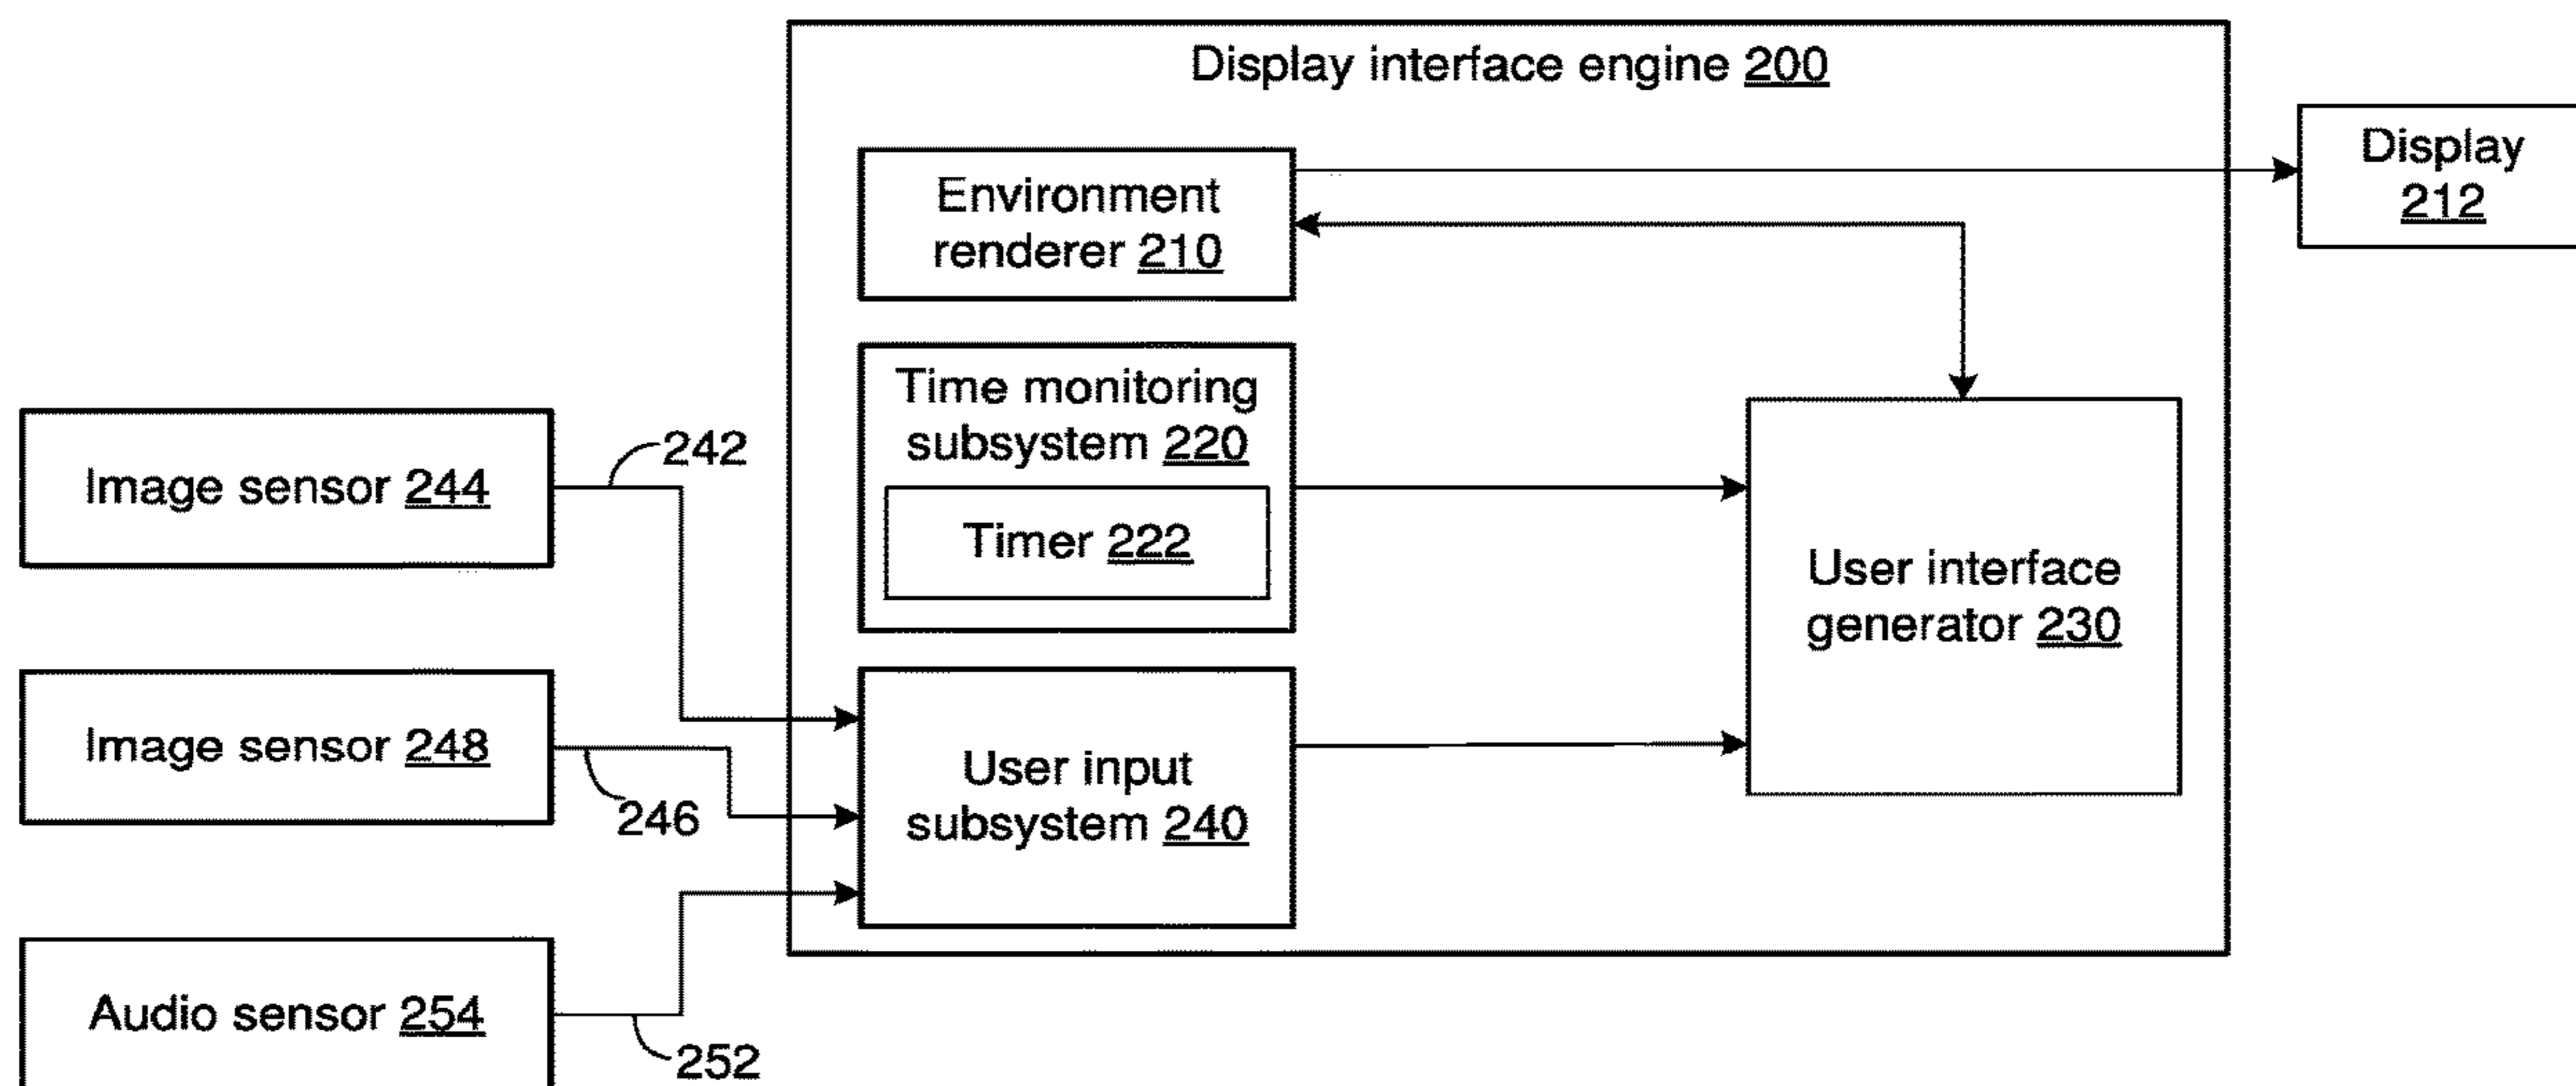 Display interface engine 200
Display
212
Environment
renderer 210
Time monitoring
subsystem 220
Timer 222
Image sensor 244
242
User interface
generator 230
Image sensor 248
246
User input
subsystem 240
Audio sensor 254
252